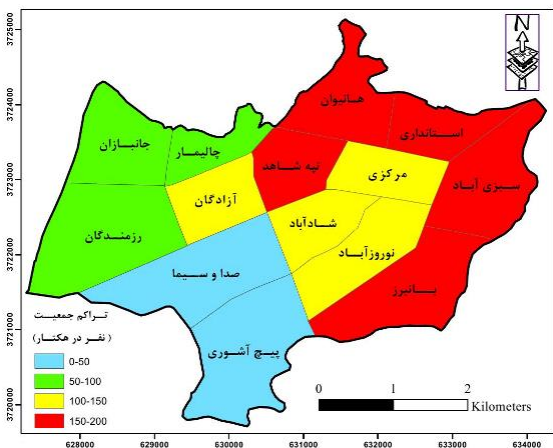 3725000
N
3724000
3723000
3722000
3721000
3720000
هانیوان
استانداری
جانبازان
چالیمار
تپه شاهد
مرکزی
سبزی آباد
آزادگان
شادآباد
رزمندگان
نوروزآباد
صدا و سیما
بانبرز
پیچ آشوری
تراکم جمعیت
(نفر در هکتار)
0-50
50-100
100-150
150-200
0 1 2
Kilometers
628000 629000 630000 631000 632000 633000 634000